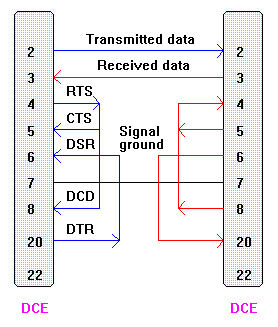 Transmitted data
2 2
Received data
3 3
RTS
4 4
CTS
5 5
Signal
ground
DSR
6 6
7 7
DCD
8 8
DTR
20 20
22 22
DCE DCE